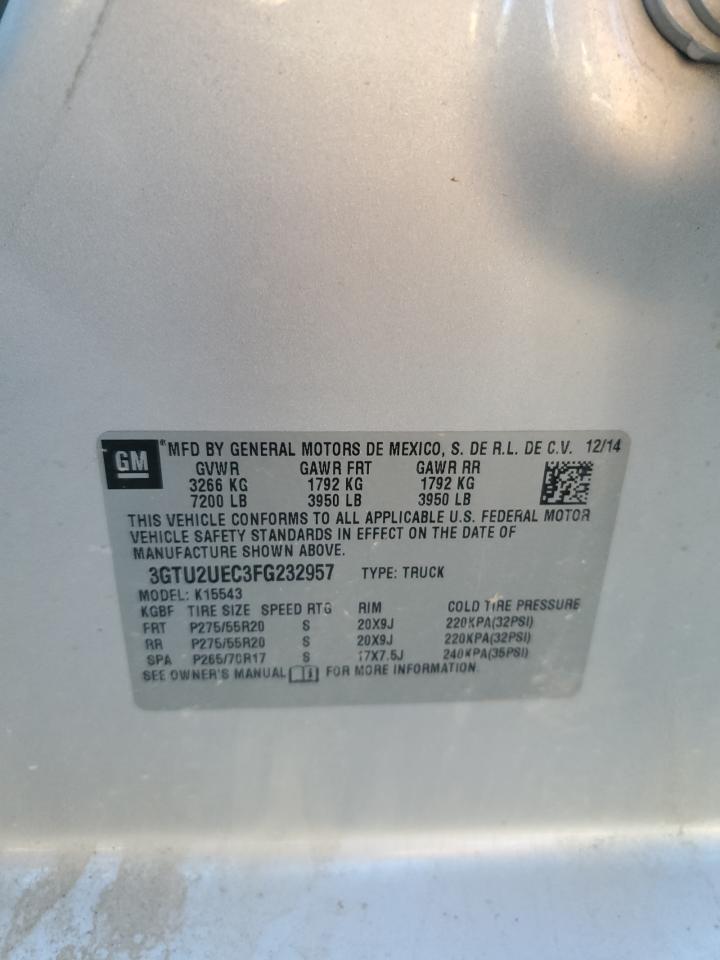 GM
® MFD BY GENERAL MOTORS DE MEXICO, S. DE R.L. DE C.V. 12/14
GVWR GAWR FRT GAWR RR
3266 KG 1792 KG 1792 KG
7200 LB 3950 LB 3950 LB
THIS VEHICLE CONFORMS TO ALL APPLICABLE U.S. FEDERAL MOTOR
VEHICLE SAFETY STANDARDS IN EFFECT ON THE DATE OF
MANUFACTURE SHOWN ABOVE.
3GTU2UEC3FG232957 TYPE: TRUCK
MODEL: K15543
KGBF TIRE SIZE SPEED RTG RIM COLD TIRE PRESSURE
FRT P275/55R20 S 20X9J 220KPA(32PSI)
RR P275/55R20 S 20X9J 220KPA(32PSI)
SPA P265/70R17 S 17X7.5J 240KPA(35PSI)
SEE OWNER'S MANUAL FOR MORE INFORMATION